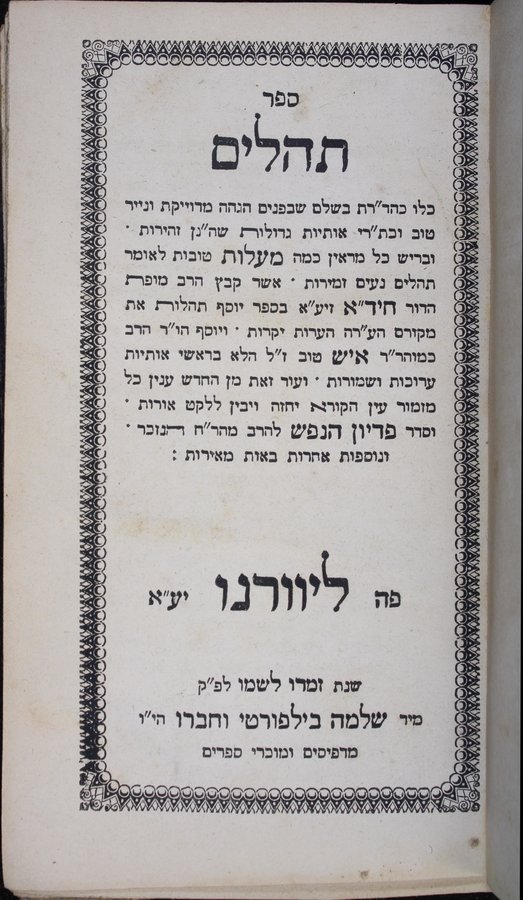 ספר
תהלים
כלו כהר״רת בשלם שבפנים הגהה מדוייקת ונייר
טוב ובת״רי אותיות גדולות שה״נן זהירות ·
ובריש כל מראין כמה מעלות טובות לאומר
תהלים נעים זמירות · אשר קבץ הרב מופת
הדור חיד״א זיע״א בספר יוסף תהלות את
מקורם הע״רה הערות יקרות · ויוסף הו״ר הרב
כמוהר״ר איש טוב ז״ל הלא בראשי אותיות
ערוכות ושמורות · ועוד זאת מן החדש ענין כל
מזמור עין הקורא יחזה ויבין ללקט אורות ·
וסדר פדיון הנפש להרב מהר״ח הנזכר ·
ונוספות אחרות באות מאירות :
פה ליוורנו יע״א
שנת זמרו לשמו לפ״ק
מיד שלמה בילפורטי וחברו הי״ו
מדפיסים ומוכרי ספרים